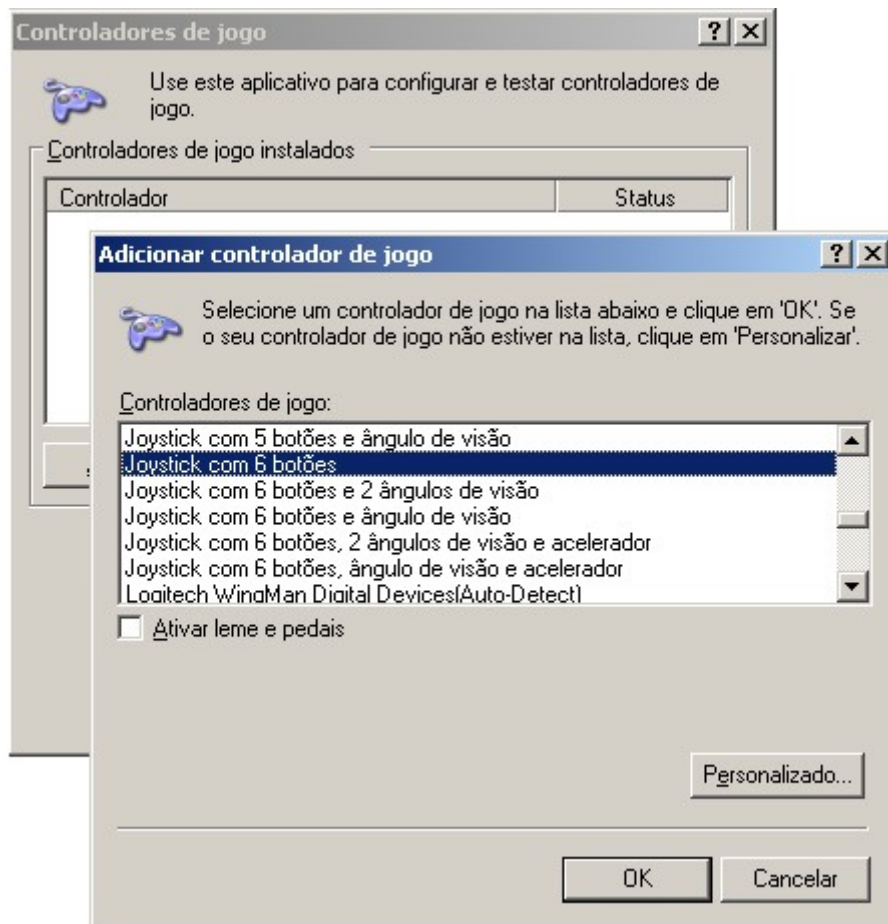 Controladores de jogo
Use este aplicativo para configurar e testar controladores de
jogo.
Controladores de jogo instalados
Controlador Status
Adicionar controlador de jogo
Selecione um controlador de jogo na lista abaixo e clique em 'OK'. Se
o seu controlador de jogo não estiver na lista, clique em 'Personalizar'.
Controladores de jogo:
Joystick com 5 botões e ângulo de visão
Joystick com 6 botões
Joystick com 6 botões e 2 ângulos de visão
Joystick com 6 botões e ângulo de visão
Joystick com 6 botões, 2 ângulos de visão e acelerador
Joystick com 6 botões, ângulo de visão e acelerador
Logitech WingMan Digital Devices(Auto-Detect)
Ativar leme e pedais
Personalizado...
OK Cancelar